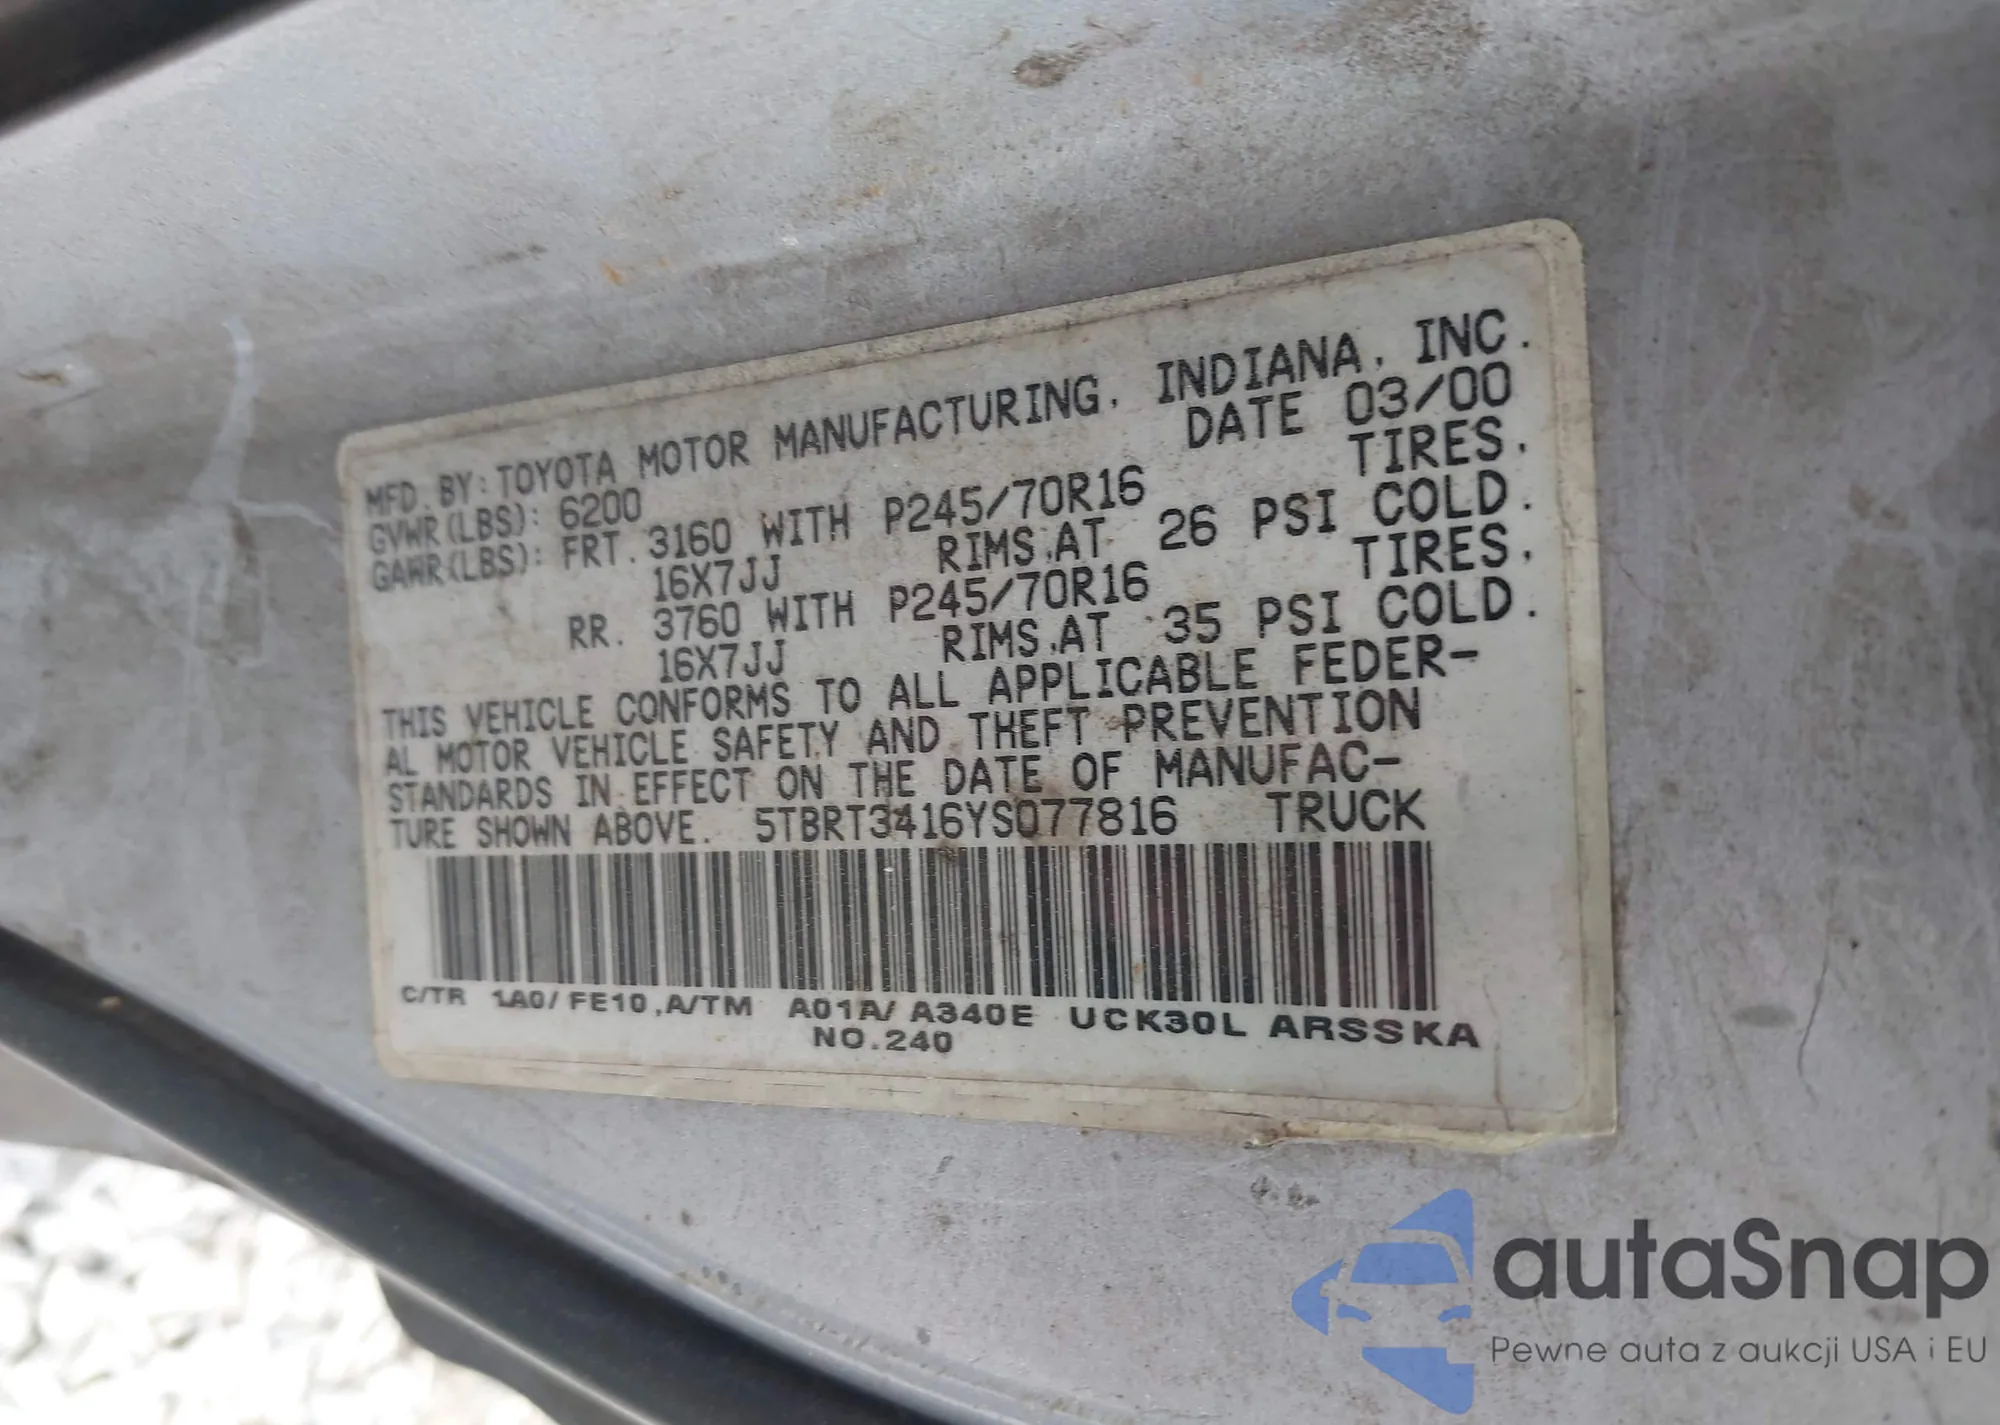 MFD. BY: TOYOTA MOTOR MANUFACTURING, INDIANA, INC.
GVWR(LBS): 6200 DATE 03/00
GAWR(LBS): FRT. 3160 WITH P245/70R16 TIRES,
16X7JJ RIMS,AT 26 PSI COLD.
RR. 3760 WITH P245/70R16 TIRES,
16X7JJ RIMS,AT 35 PSI COLD.
THIS VEHICLE CONFORMS TO ALL APPLICABLE FEDER-
AL MOTOR VEHICLE SAFETY AND THEFT PREVENTION
STANDARDS IN EFFECT ON THE DATE OF MANUFAC-
TURE SHOWN ABOVE. 5TBRT3416YS077816 TRUCK
C/TR 1A0/FE10,A/TM A01A/A340E UCK30L ARSSKA
NO.240
autaSnap
Pewne auta z aukcji USA i EU